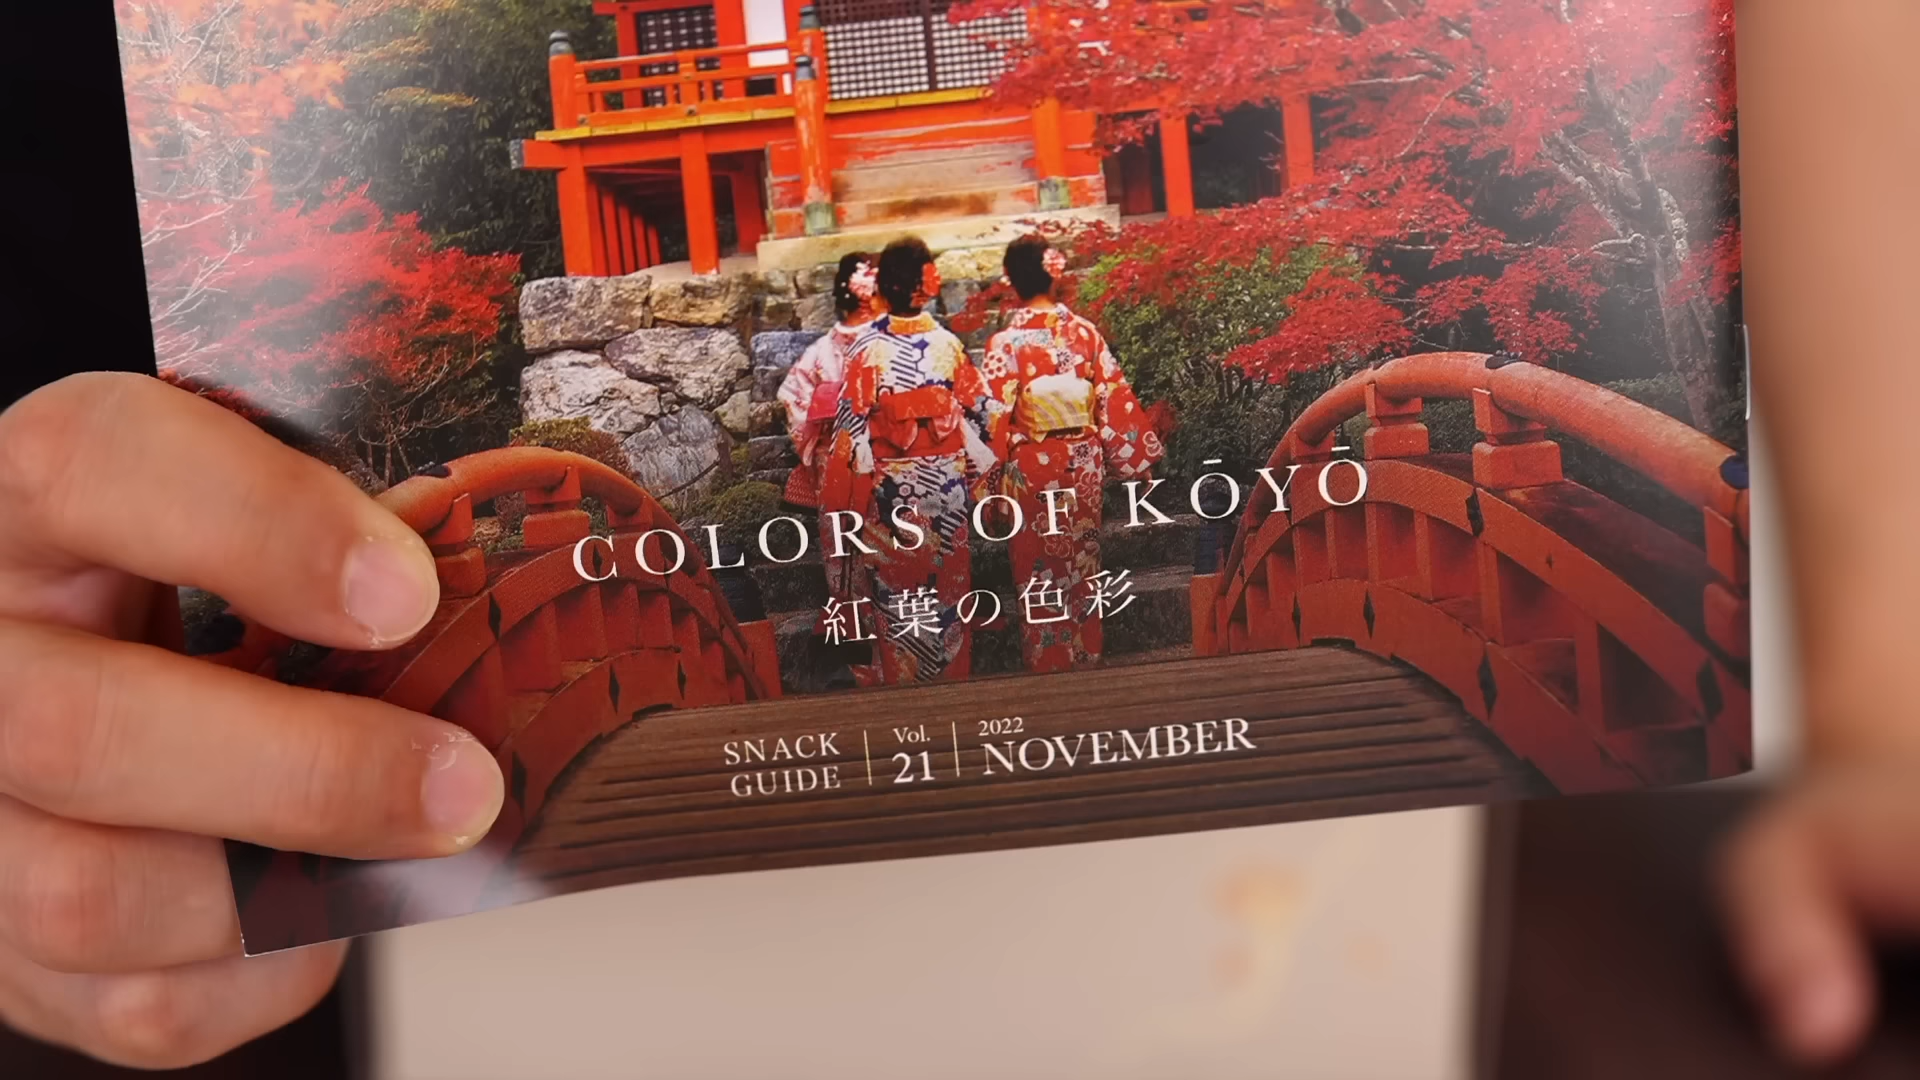 COLORS OF KŌYŌ
紅葉の色彩
SNACK GUIDE
Vol. 21
2022 NOVEMBER